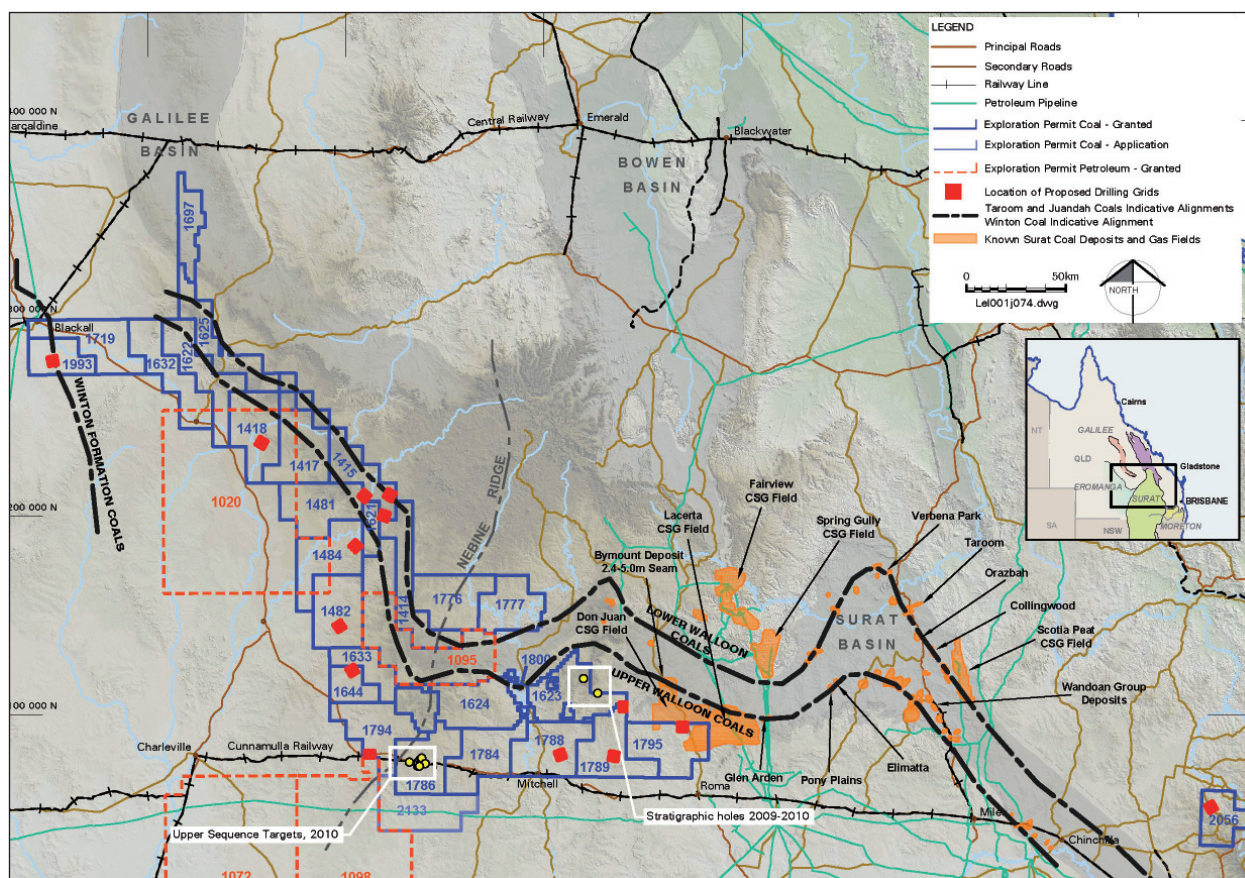 LEGEND
Principal Roads
Secondary Roads
Railway Line
Petroleum Pipeline
Exploration Permit Coal - Granted
Exploration Permit Coal - Application
Exploration Permit Petroleum - Granted
Location of Proposed Drilling Grids
Taroom and Juandah Coals Indicative Alignments
Winton Coal Indicative Alignment
Known Surat Coal Deposits and Gas Fields
0 50km
Lel001j074.dwg
NORTH
400 000 N
arcaldine
GALILEE
BASIN
Central Railway
Emerald
Blackwater
BOWEN
BASIN
1697
300 000 N
Blackall
1719
1993
1632
1622
1625
WINTON FORMATION COALS
1418
1417
1415
1020
1481
1621
200 000 N
1484
1482
1414
1776
1777
NEBINE RIDGE
1633
1644
1095
1800
1623
1624
100 000 N
1794
1784
1788
1789
1795
1786
2133
1072
1098
2056
Charleville
Cunnamulla Railway
Mitchell
Roma
Miles
Chinchilla
Upper Sequence Targets, 2010
Stratigraphic holes 2009-2010
LOWER WALLOON
COALS
UPPER WALLOON COALS
SURAT
BASIN
Fairview
CSG Field
Lacerta
CSG Field
Spring Gully
CSG Field
Bymount Deposit
2.4-5.0m Seam
Don Juan
CSG Field
Verbena Park
Taroom
Orazbah
Collingwood
Scotia Peat
CSG Field
Wandoan Group
Deposits
Glen Arden
Pony Plains
Elimatta
Cairns
NT
GALILEE
QLD
Gladstone
EROMANGA
SURAT
BRISBANE
SA
NSW
MORETON